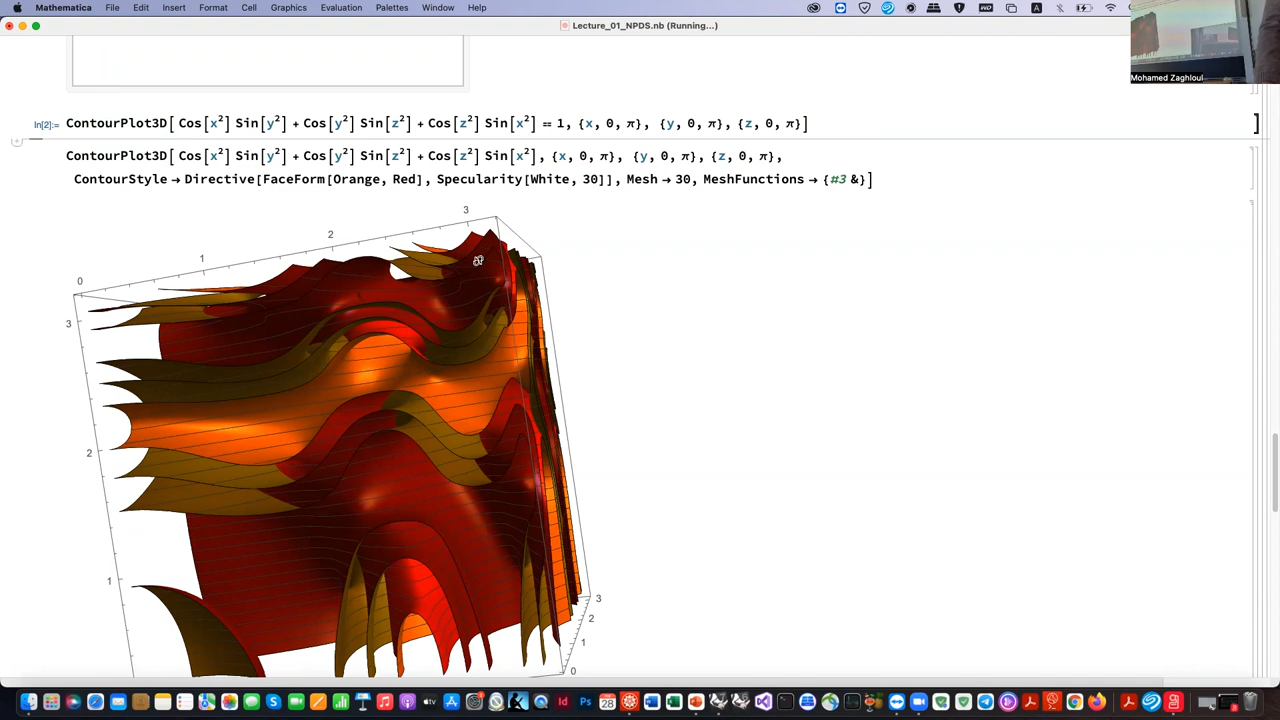 Mathematica File Edit Insert Format Cell Graphics Evaluation Palettes Window Help
Lecture_01_NPDS.nb (Running...)
Mohamed Zaghloul
In[2]:= ContourPlot3D[ Cos[x²] Sin[y²] + Cos[y²] Sin[z²] + Cos[z²] Sin[x²] == 1, {x, 0, π}, {y, 0, π}, {z, 0, π}]
ContourPlot3D[ Cos[x²] Sin[y²] + Cos[y²] Sin[z²] + Cos[z²] Sin[x²], {x, 0, π}, {y, 0, π}, {z, 0, π},
ContourStyle → Directive[FaceForm[Orange, Red], Specularity[White, 30]], Mesh → 30, MeshFunctions → {#3 &}]
3
2
1
0
3
2
1
3
2
1
0
28